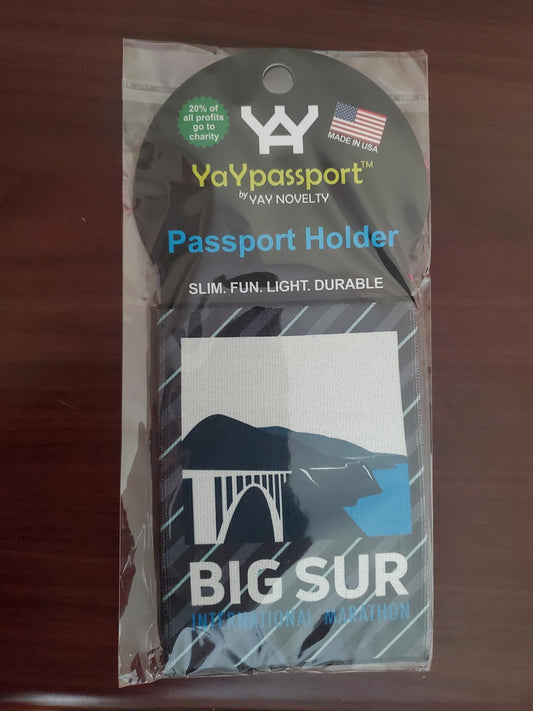 20% of
all profits
go to
charity
YAY
MADE IN USA
YaYpassport™
by YAY NOVELTY
Passport Holder
SLIM. FUN. LIGHT. DURABLE
BIG SUR
INTERNATIONAL MARATHON